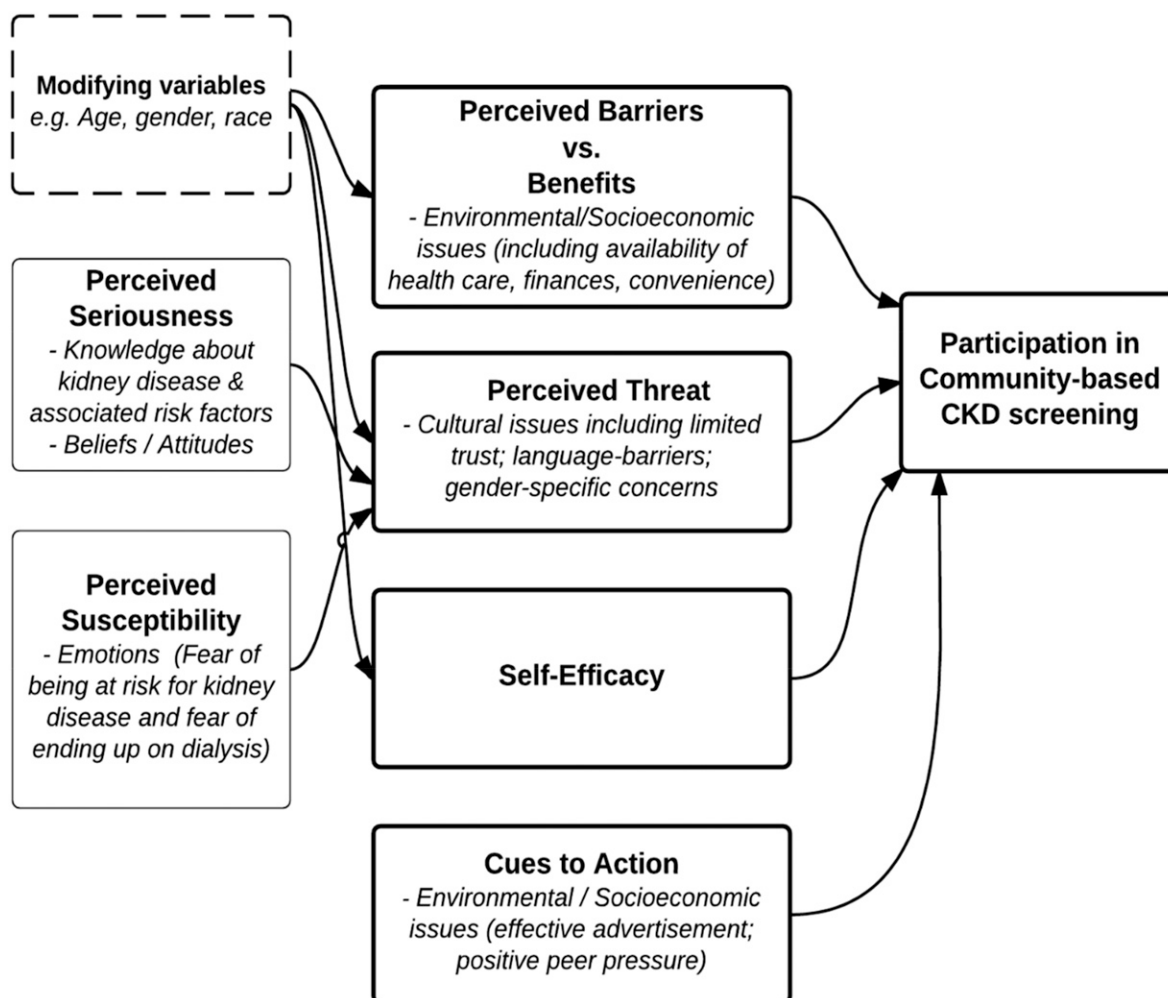 Modifying variables
e.g. Age, gender, race
Perceived
Seriousness
- Knowledge about
kidney disease &
associated risk factors
- Beliefs / Attitudes
Perceived
Susceptibility
- Emotions  (Fear of
being at risk for kidney
disease and fear of
ending up on dialysis)
Perceived Barriers
vs.
Benefits
- Environmental/Socioeconomic
issues (including availability of
health care, finances, convenience)
Perceived Threat
- Cultural issues including limited
trust; language-barriers;
gender-specific concerns
Self-Efficacy
Cues to Action
- Environmental / Socioeconomic
issues (effective advertisement;
positive peer pressure)
Participation in
Community-based
CKD screening